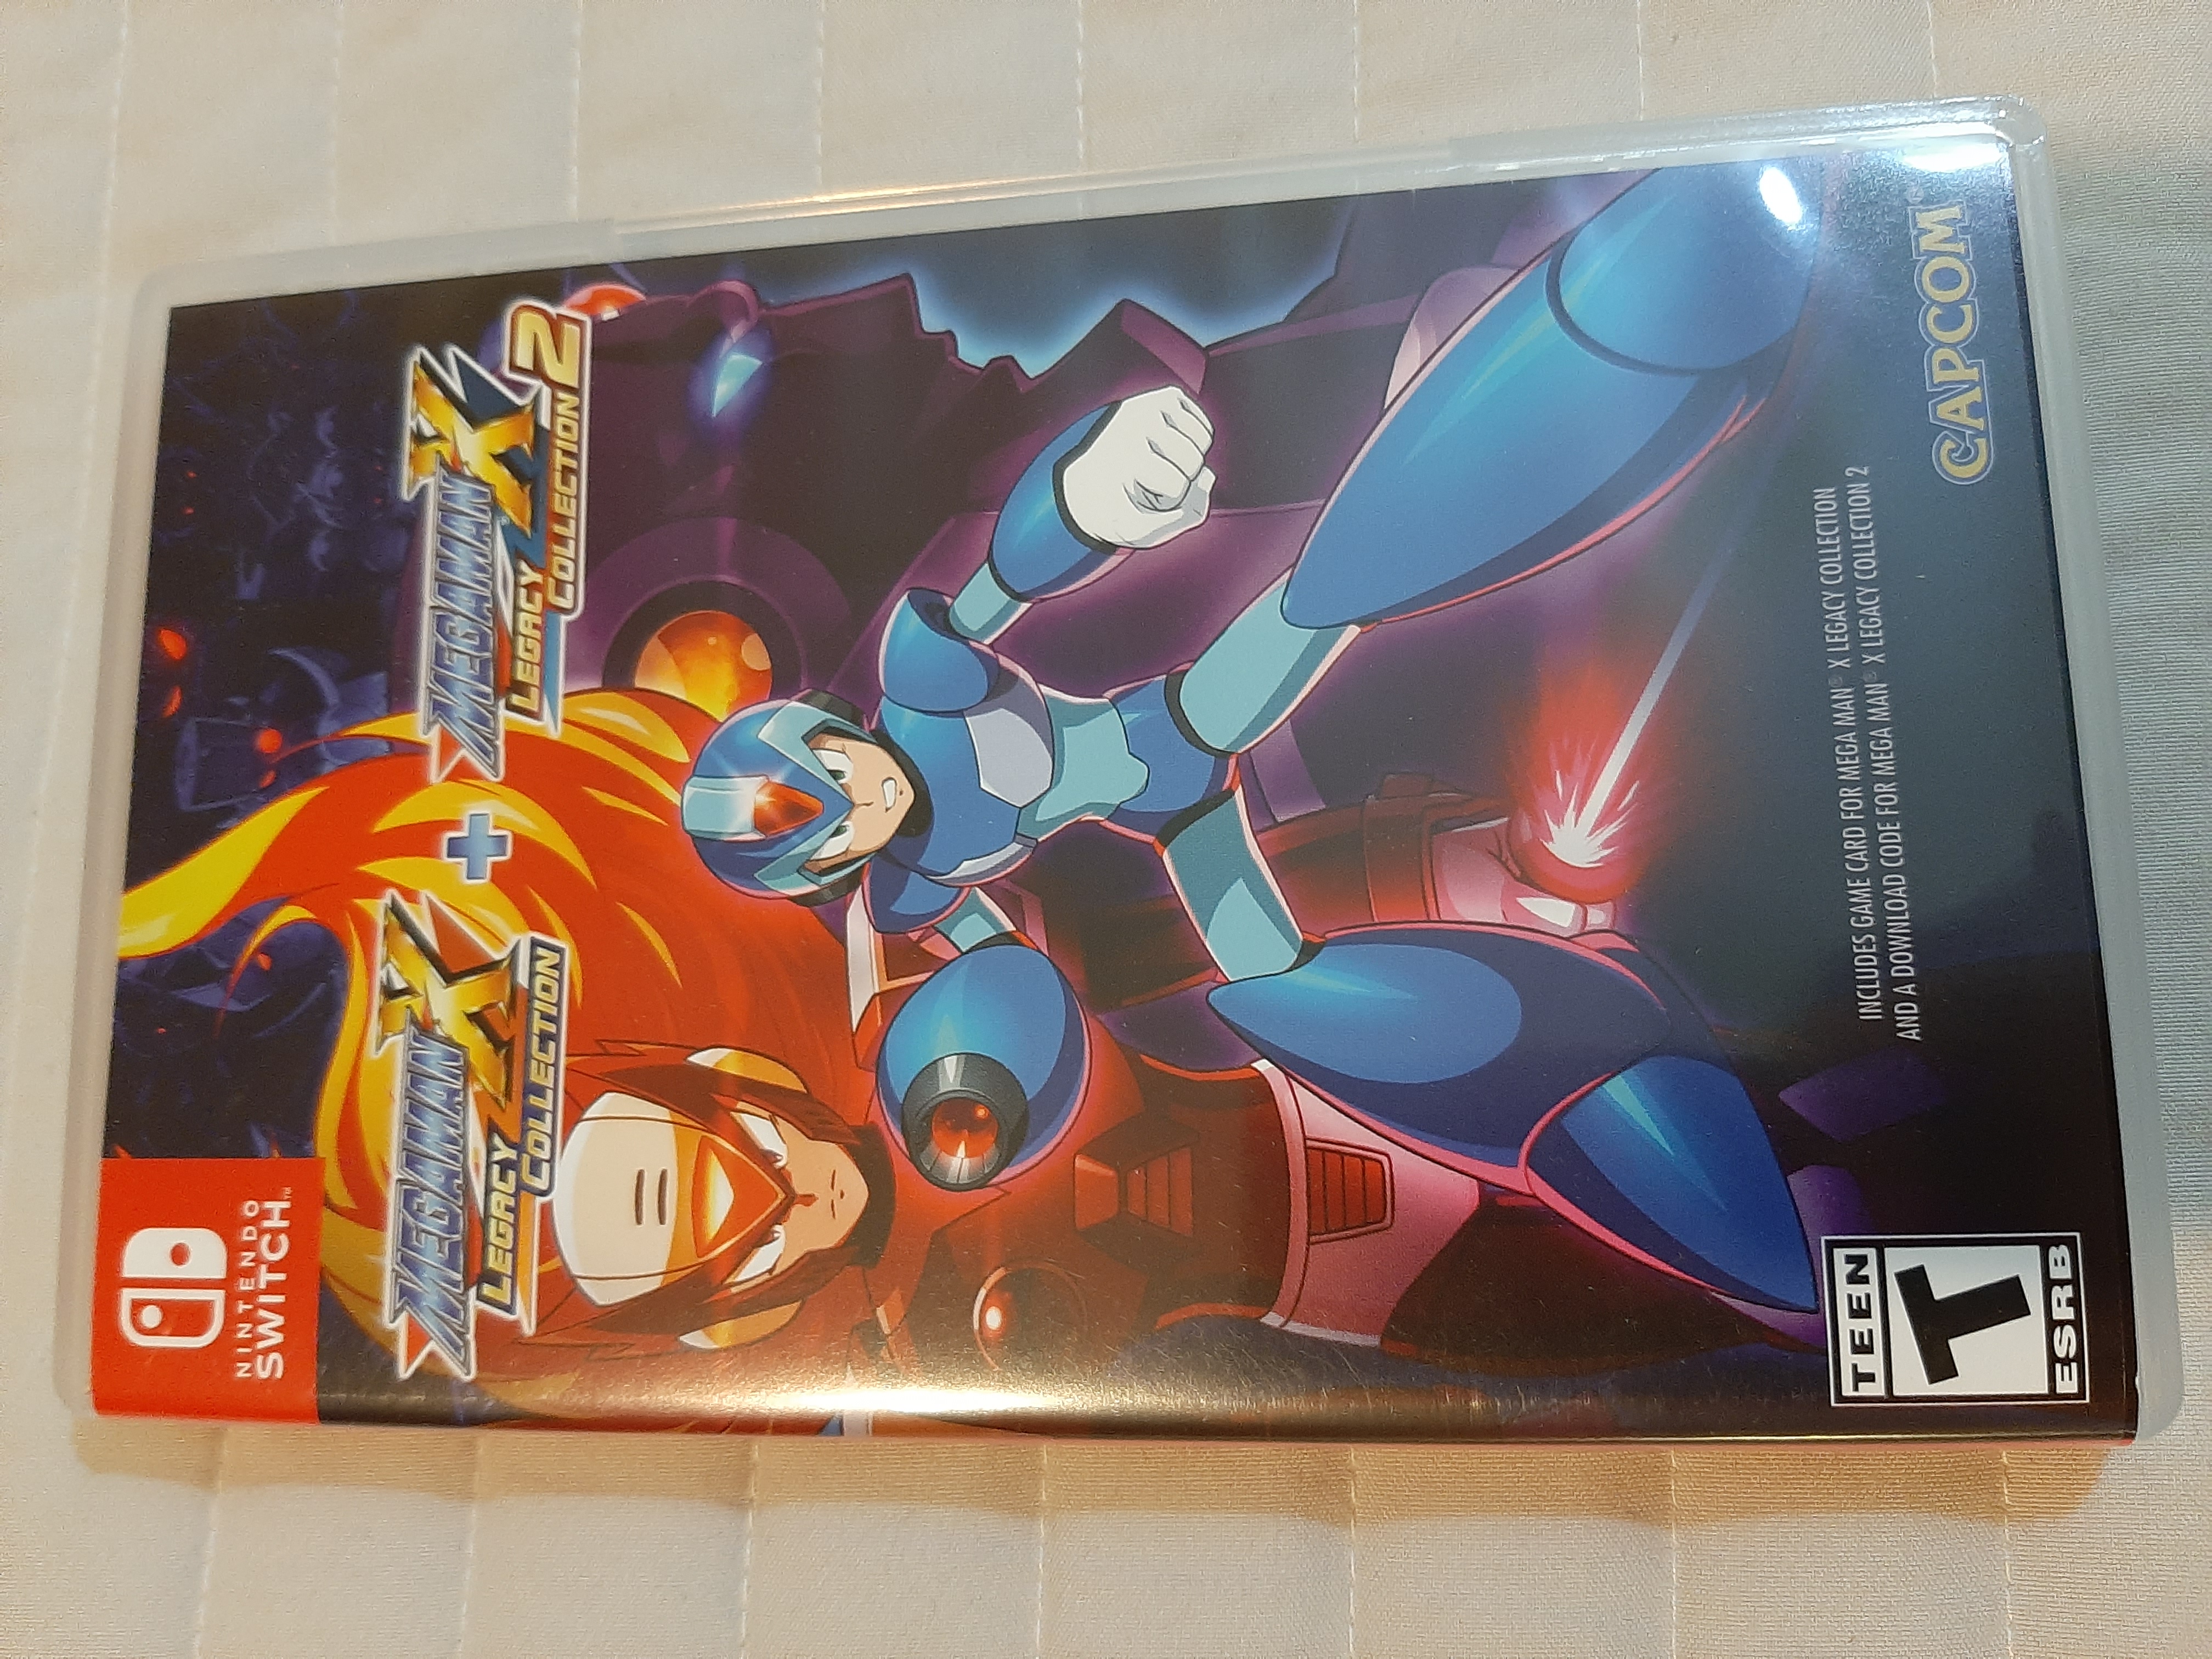 NINTENDO
SWITCH™
MEGAMAN X
LEGACY
COLLECTION
+
MEGAMAN X
LEGACY
COLLECTION 2
INCLUDES GAME CARD FOR MEGA MAN® X LEGACY COLLECTION
AND A DOWNLOAD CODE FOR MEGA MAN® X LEGACY COLLECTION 2
TEEN
T
ESRB
CAPCOM®